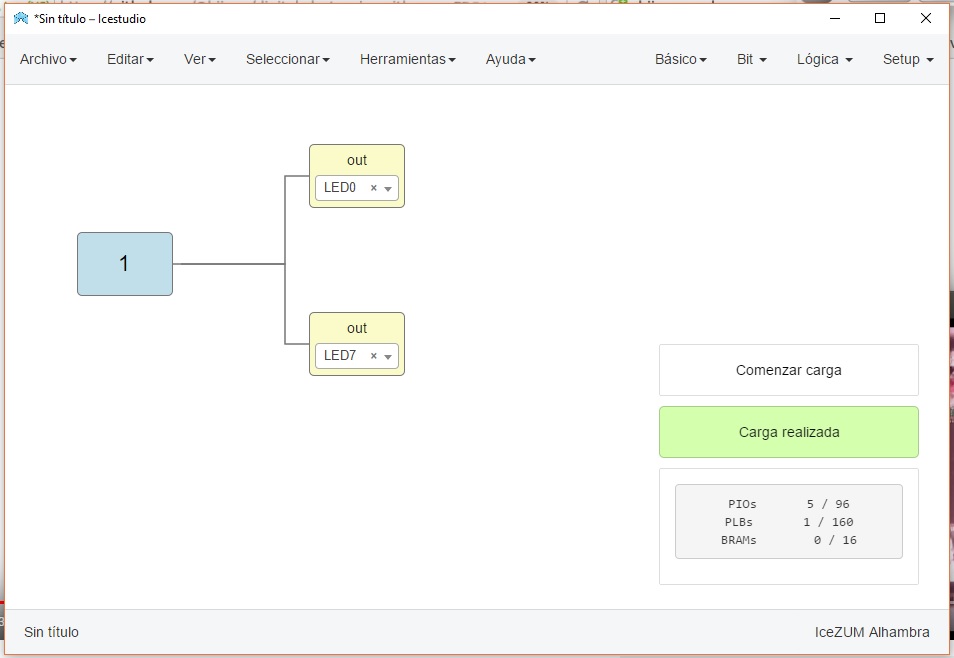 *Sin título – Icestudio
Archivo Editar Ver Seleccionar Herramientas Ayuda Básico Bit Lógica Setup
out
LED0 × 
1
out
LED7 ×
Comenzar carga
Carga realizada
PIOs 5 / 96
PLBs 1 / 160
BRAMs 0 / 16
Sin título IceZUM Alhambra